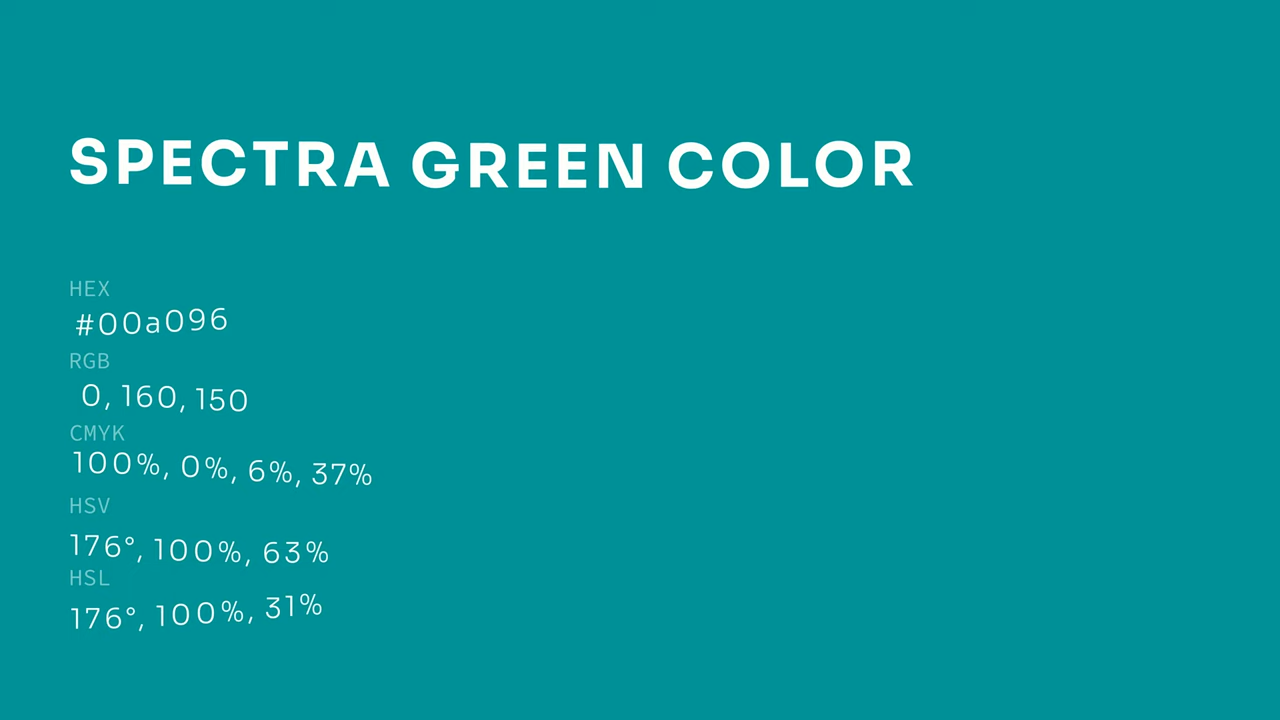 SPECTRA GREEN COLOR
HEX
#00a096
RGB
0, 160, 150
CMYK
100%, 0%, 6%, 37%
HSV
176°, 100%, 63%
HSL
176°, 100%, 31%